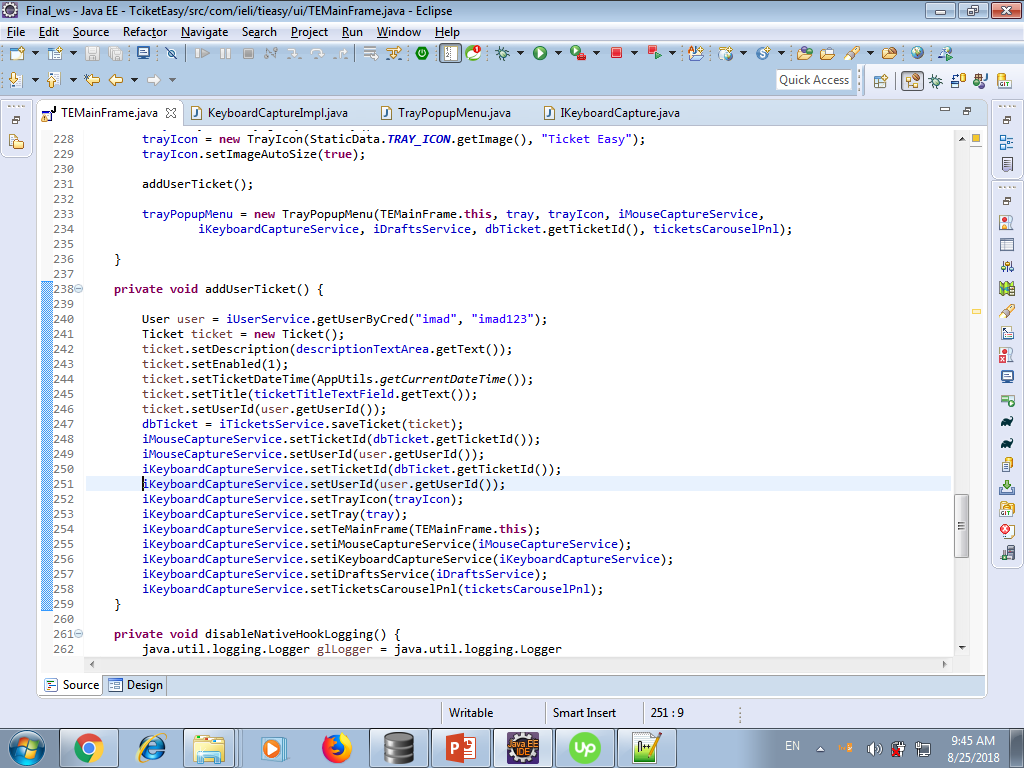 Final_ws - Java EE - TciketEasy/src/com/ieli/tieasy/ui/TEMainFrame.java - Eclipse
File Edit Source Refactor Navigate Search Project Run Window Help
Quick Access
TEMainFrame.java KeyboardCaptureImpl.java TrayPopupMenu.java IKeyboardCapture.java
228 trayIcon = new TrayIcon(StaticData.TRAY_ICON.getImage(), "Ticket Easy");
229 trayIcon.setImageAutoSize(true);
230
231 addUserTicket();
232
233 trayPopupMenu = new TrayPopupMenu(TEMainFrame.this, tray, trayIcon, iMouseCaptureService,
234 iKeyboardCaptureService, iDraftsService, dbTicket.getTicketId(), ticketsCarouselPnl);
235
236 }
237
238 private void addUserTicket() {
239
240 User user = iUserService.getUserByCred("imad", "imad123");
241 Ticket ticket = new Ticket();
242 ticket.setDescription(descriptionTextArea.getText());
243 ticket.setEnabled(1);
244 ticket.setTicketDateTime(AppUtils.getCurrentDateTime());
245 ticket.setTitle(ticketTitleTextField.getText());
246 ticket.setUserId(user.getUserId());
247 dbTicket = iTicketsService.saveTicket(ticket);
248 iMouseCaptureService.setTicketId(dbTicket.getTicketId());
249 iMouseCaptureService.setUserId(user.getUserId());
250 iKeyboardCaptureService.setTicketId(dbTicket.getTicketId());
251 iKeyboardCaptureService.setUserId(user.getUserId());
252 iKeyboardCaptureService.setTrayIcon(trayIcon);
253 iKeyboardCaptureService.setTray(tray);
254 iKeyboardCaptureService.setTeMainFrame(TEMainFrame.this);
255 iKeyboardCaptureService.setiMouseCaptureService(iMouseCaptureService);
256 iKeyboardCaptureService.setiKeyboardCaptureService(iKeyboardCaptureService);
257 iKeyboardCaptureService.setiDraftsService(iDraftsService);
258 iKeyboardCaptureService.setTicketsCarouselPnl(ticketsCarouselPnl);
259 }
260
261 private void disableNativeHookLogging() {
262 java.util.logging.Logger glLogger = java.util.logging.Logger
Source Design
Writable Smart Insert 251 : 9
EN 9:45 AM
8/25/2018